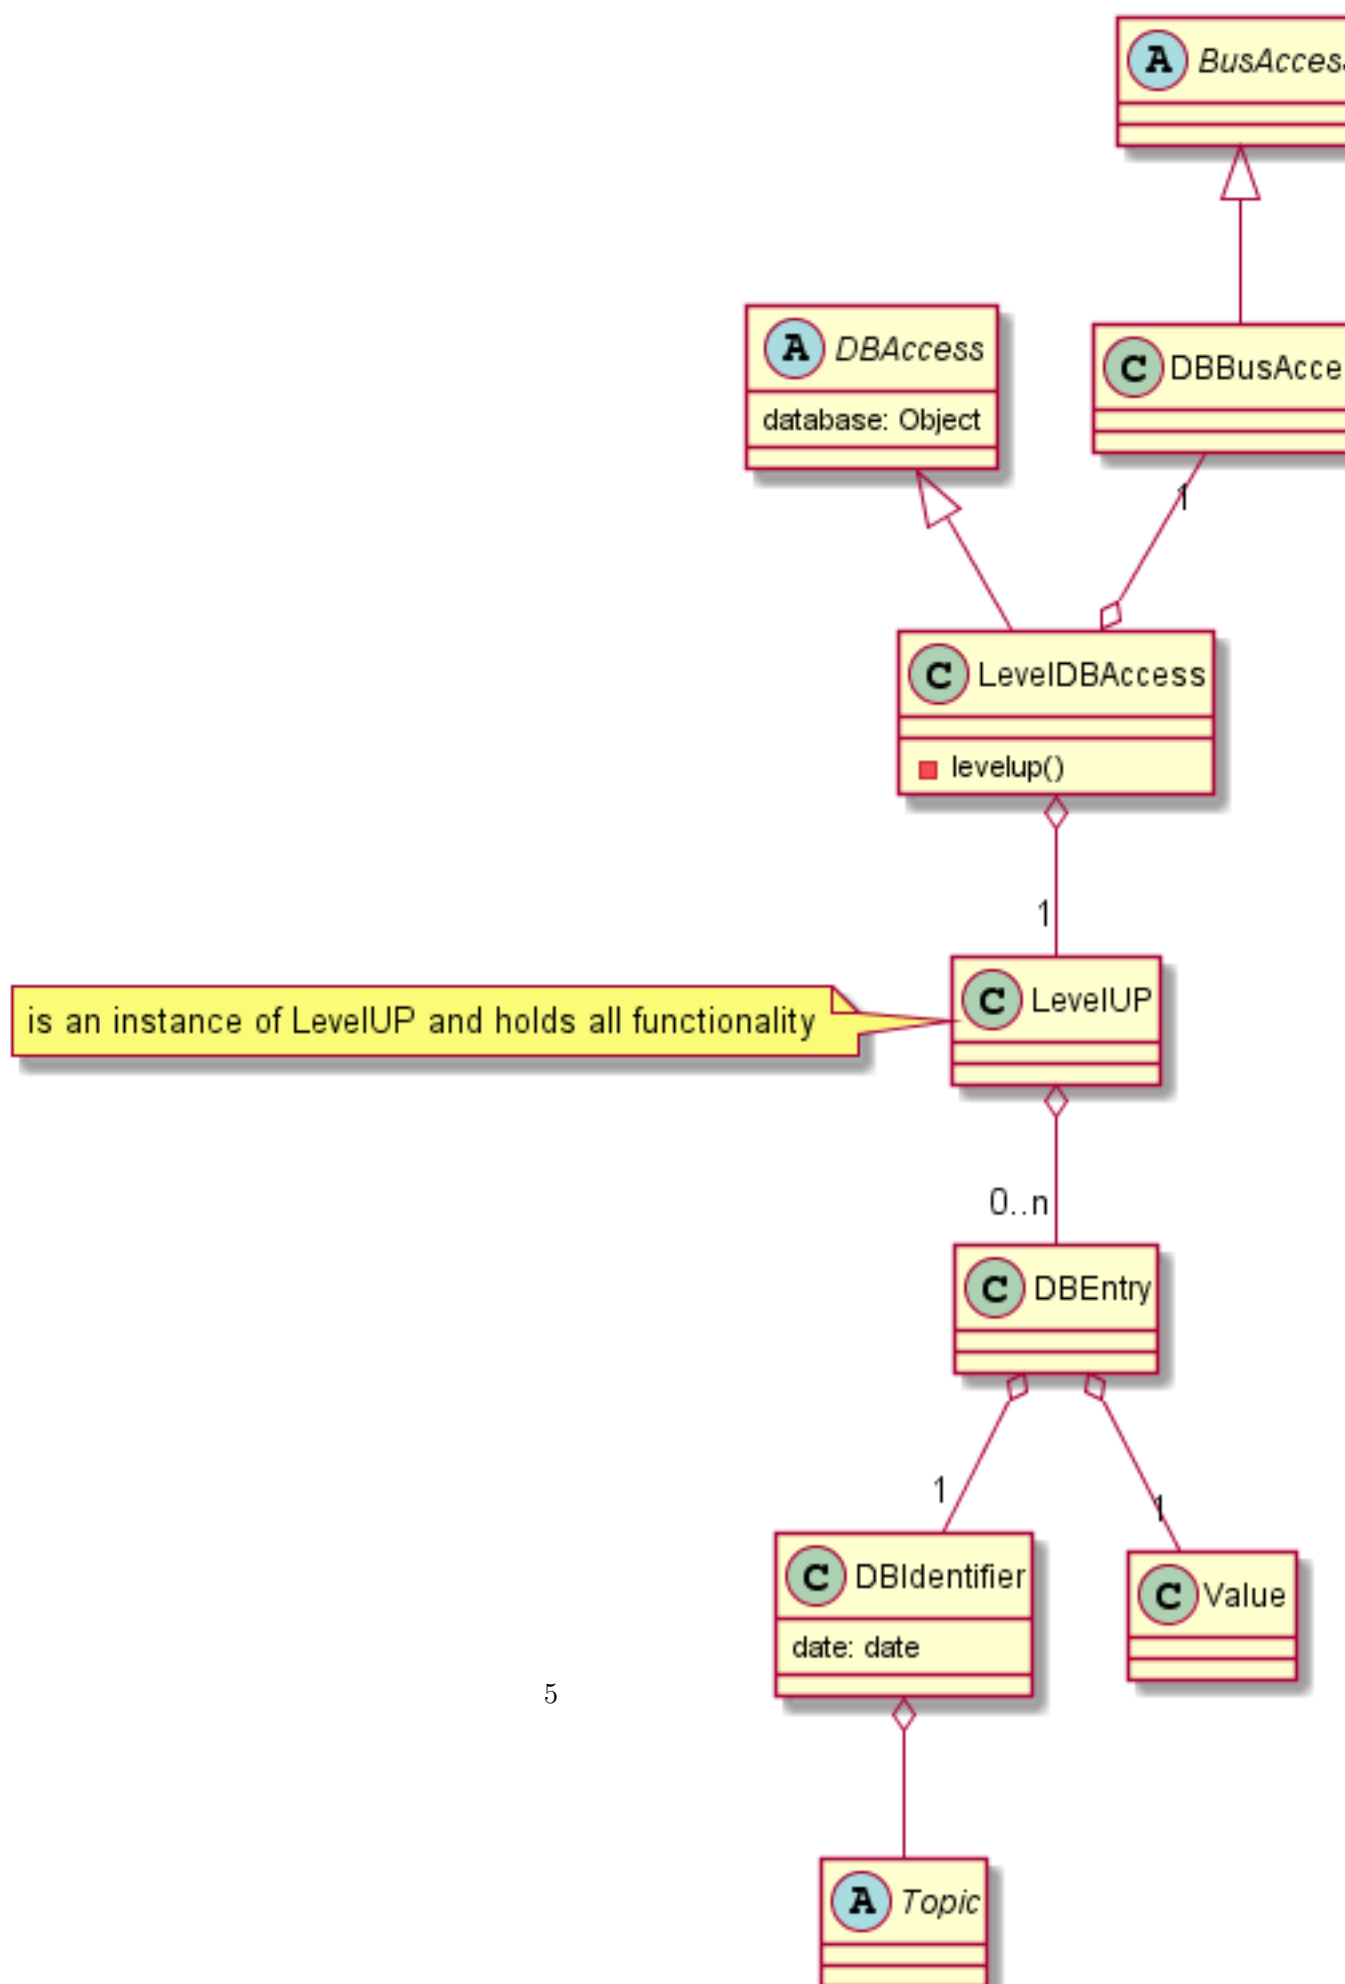 A BusAccess
A DBAccess
database: Object
C DBBusAcce
1
C LevelDBAccess
levelup()
1
C LevelUP
is an instance of LevelUP and holds all functionality
0..n
C DBEntry
1
1
C DBIdentifier
date: date
C Value
5
A Topic